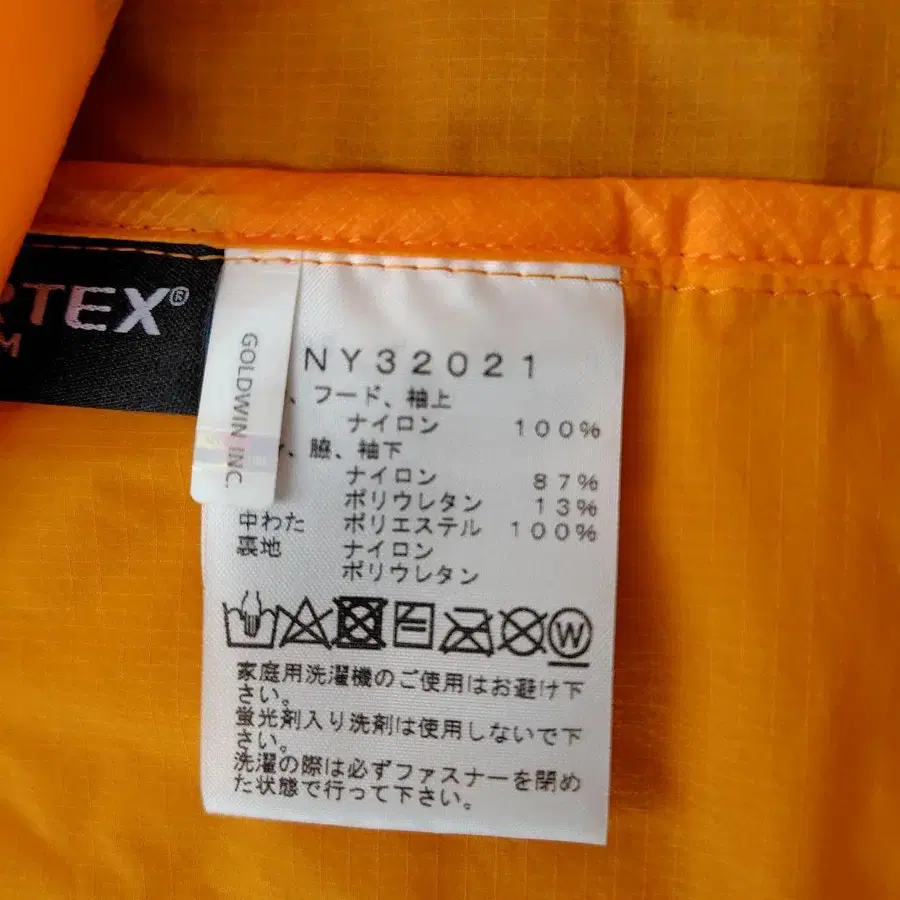 RTEX®
M
GOLDWIN INC.
NY32021
、フード、袖上
ナイロン 100%
、脇、袖下
ナイロン 87%
ポリウレタン 13%
中わた ポリエステル 100%
裏地 ナイロン
ポリウレタン
W
家庭用洗濯機のご使用はお避け下
さい。
蛍光剤入り洗剤は使用しないで下
さい。
洗濯の際は必ずファスナーを閉め
た状態で行って下さい。